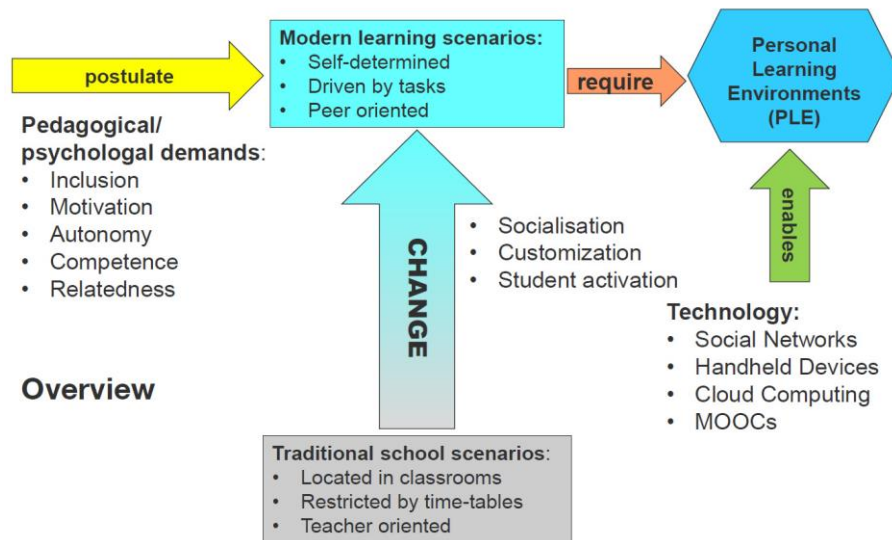 postulate
Pedagogical/
psychologal demands:
• Inclusion
• Motivation
• Autonomy
• Competence
• Relatedness
Modern learning scenarios:
• Self-determined
• Driven by tasks
• Peer oriented
require
Personal
Learning
Environments
(PLE)
CHANGE
• Socialisation
• Customization
• Student activation
enables
Technology:
• Social Networks
• Handheld Devices
• Cloud Computing
• MOOCs
Overview
Traditional school scenarios:
• Located in classrooms
• Restricted by time-tables
• Teacher oriented